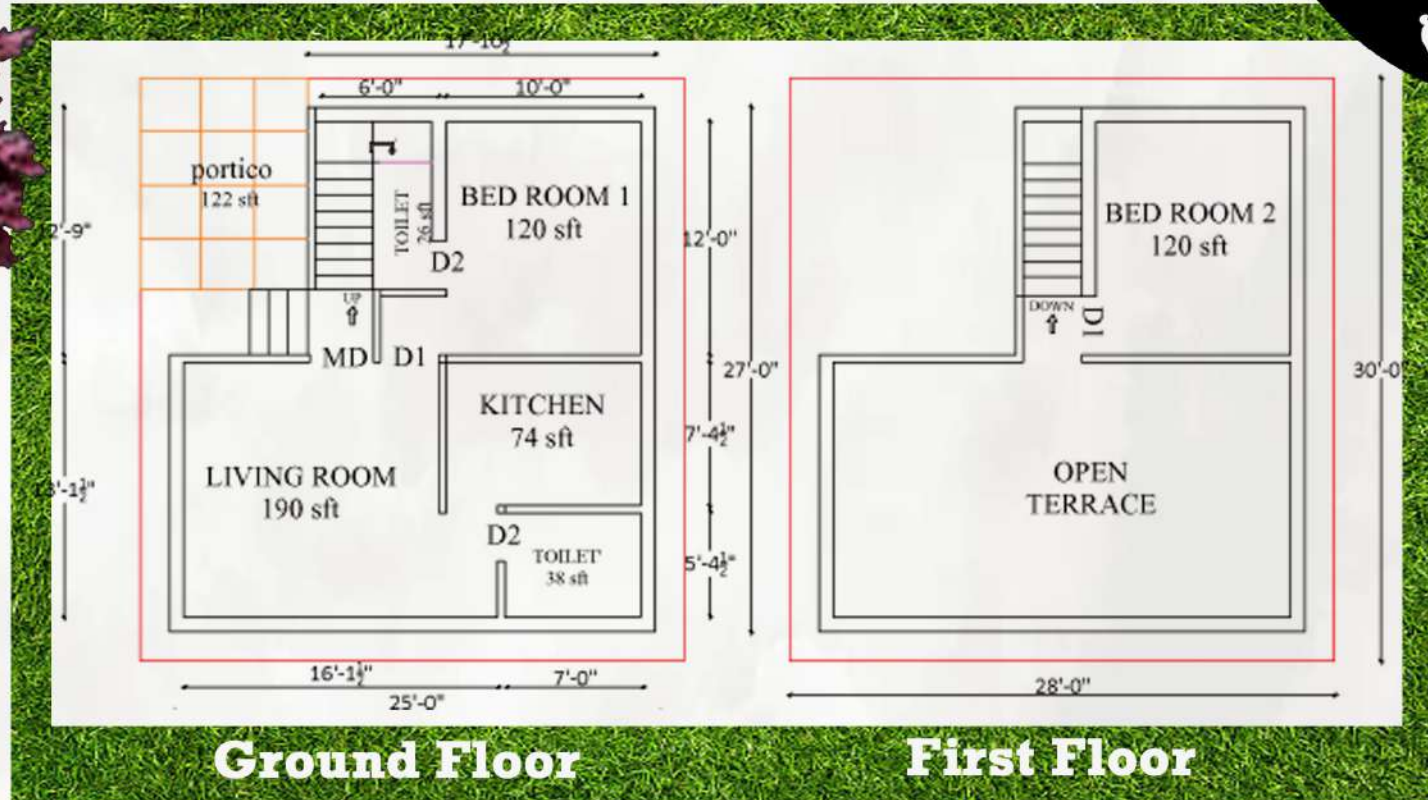 17'-10½"
6'-0" 10'-0"
portico
122 sft
TOILET
26 sft
BED ROOM 1
120 sft
D2
12'-0"
UP
MD D1
KITCHEN
74 sft
27'-0"
7'-4½"
LIVING ROOM
190 sft
D2
TOILET
38 sft
5'-4½"
16'-1½" 7'-0"
25'-0"
Ground Floor
BED ROOM 2
120 sft
DOWN
D1
30'-0
OPEN
TERRACE
28'-0"
First Floor